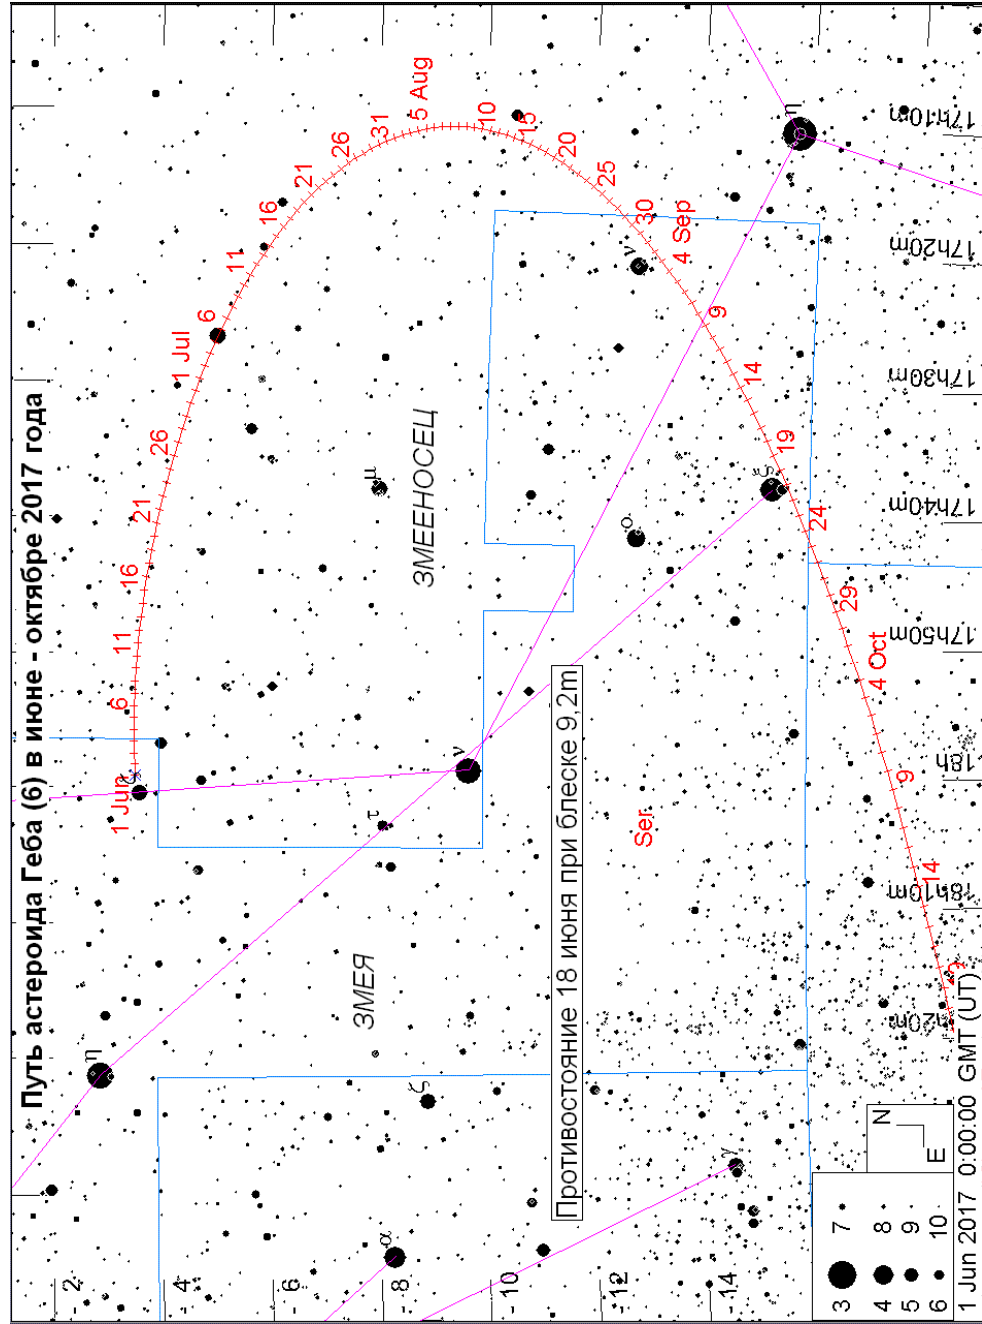 Путь астероида Геба (6) в июне - октябре 2017 года
1 Jun
6
11
16
21
26
1 Jul
6
11
16
21
26
31
5 Aug
10
15
20
25
30
4 Sep
9
14
19
24
29
4 Oct
9
14
ЗМЕЕНОСЕЦ
ЗМЕЯ
Ser
Противостояние 18 июня при блеске 9,2m
η
ζ
α
γ
τ
ν
μ
ο
ξ
ν
η
2
4
6
8
10
12
14
17h10m
17h20m
17h30m
17h40m
17h50m
18h
18h10m
h20m
N
E
3 7
4 8
5 9
6 10
1 Jun 2017 0:00:00 GMT (UT)